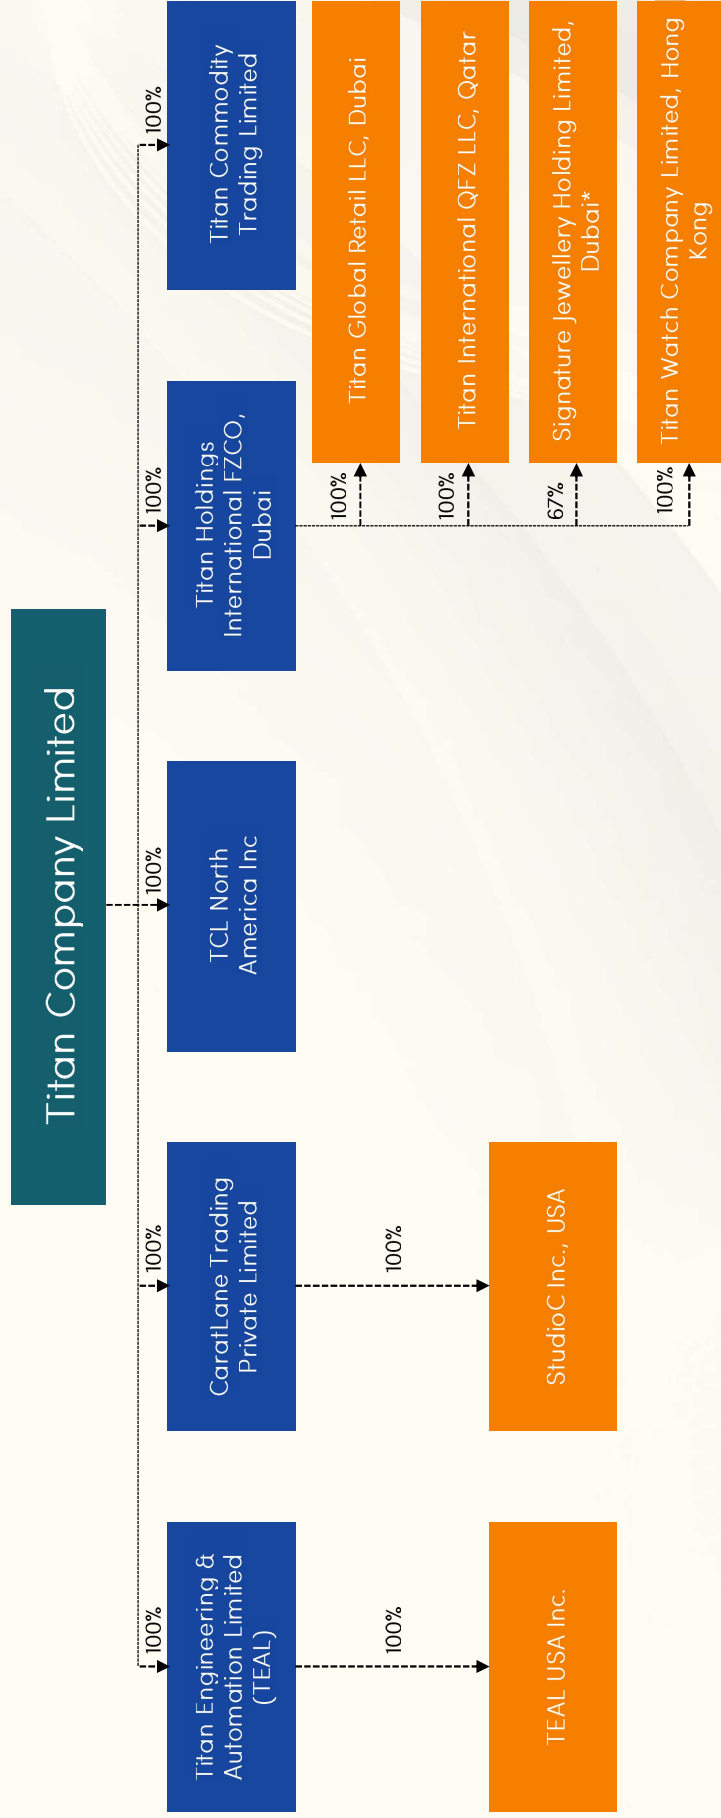 Titan Company Limited
100%
100%
100%
100%
100%
Titan Engineering &
Automation Limited
(TEAL)
CaratLane Trading
Private Limited
TCL North
America Inc
Titan Holdings
International FZCO,
Dubai
Titan Commodity
Trading Limited
100%
TEAL USA Inc.
100%
StudioC Inc., USA
100%
Titan Global Retail LLC, Dubai
100%
Titan International QFZ LLC, Qatar
67%
Signature Jewellery Holding Limited,
Dubai*
100%
Titan Watch Company Limited, Hong
Kong